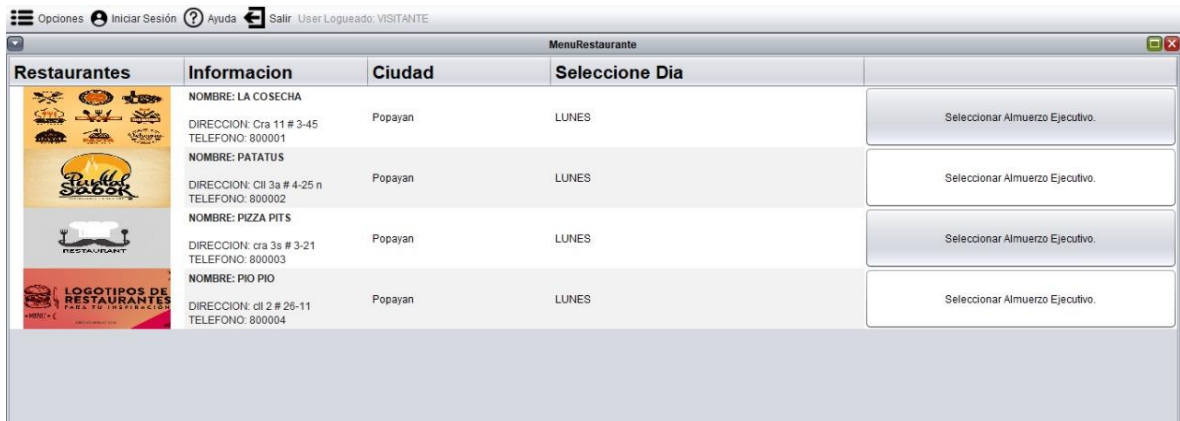 Opciones Iniciar Sesión Ayuda Salir User Logueado: VISITANTE
MenuRestaurante
Restaurantes Informacion Ciudad Seleccione Dia
NOMBRE: LA COSECHA
DIRECCION: Cra 11 # 3-45
TELEFONO: 800001
Popayan
LUNES
Seleccionar Almuerzo Ejecutivo.
NOMBRE: PATATUS
DIRECCION: Cll 3a # 4-25 n
TELEFONO: 800002
Popayan
LUNES
Seleccionar Almuerzo Ejecutivo.
Sabor
RESTAURANT
NOMBRE: PIZZA PITS
DIRECCION: cra 3s # 3-21
TELEFONO: 800003
Popayan
LUNES
Seleccionar Almuerzo Ejecutivo.
LOGOTIPOS DE
RESTAURANTES
PARA TU INSPIRACIÓN
NOMBRE: PIO PIO
DIRECCION: cll 2 # 26-11
TELEFONO: 800004
Popayan
LUNES
Seleccionar Almuerzo Ejecutivo.